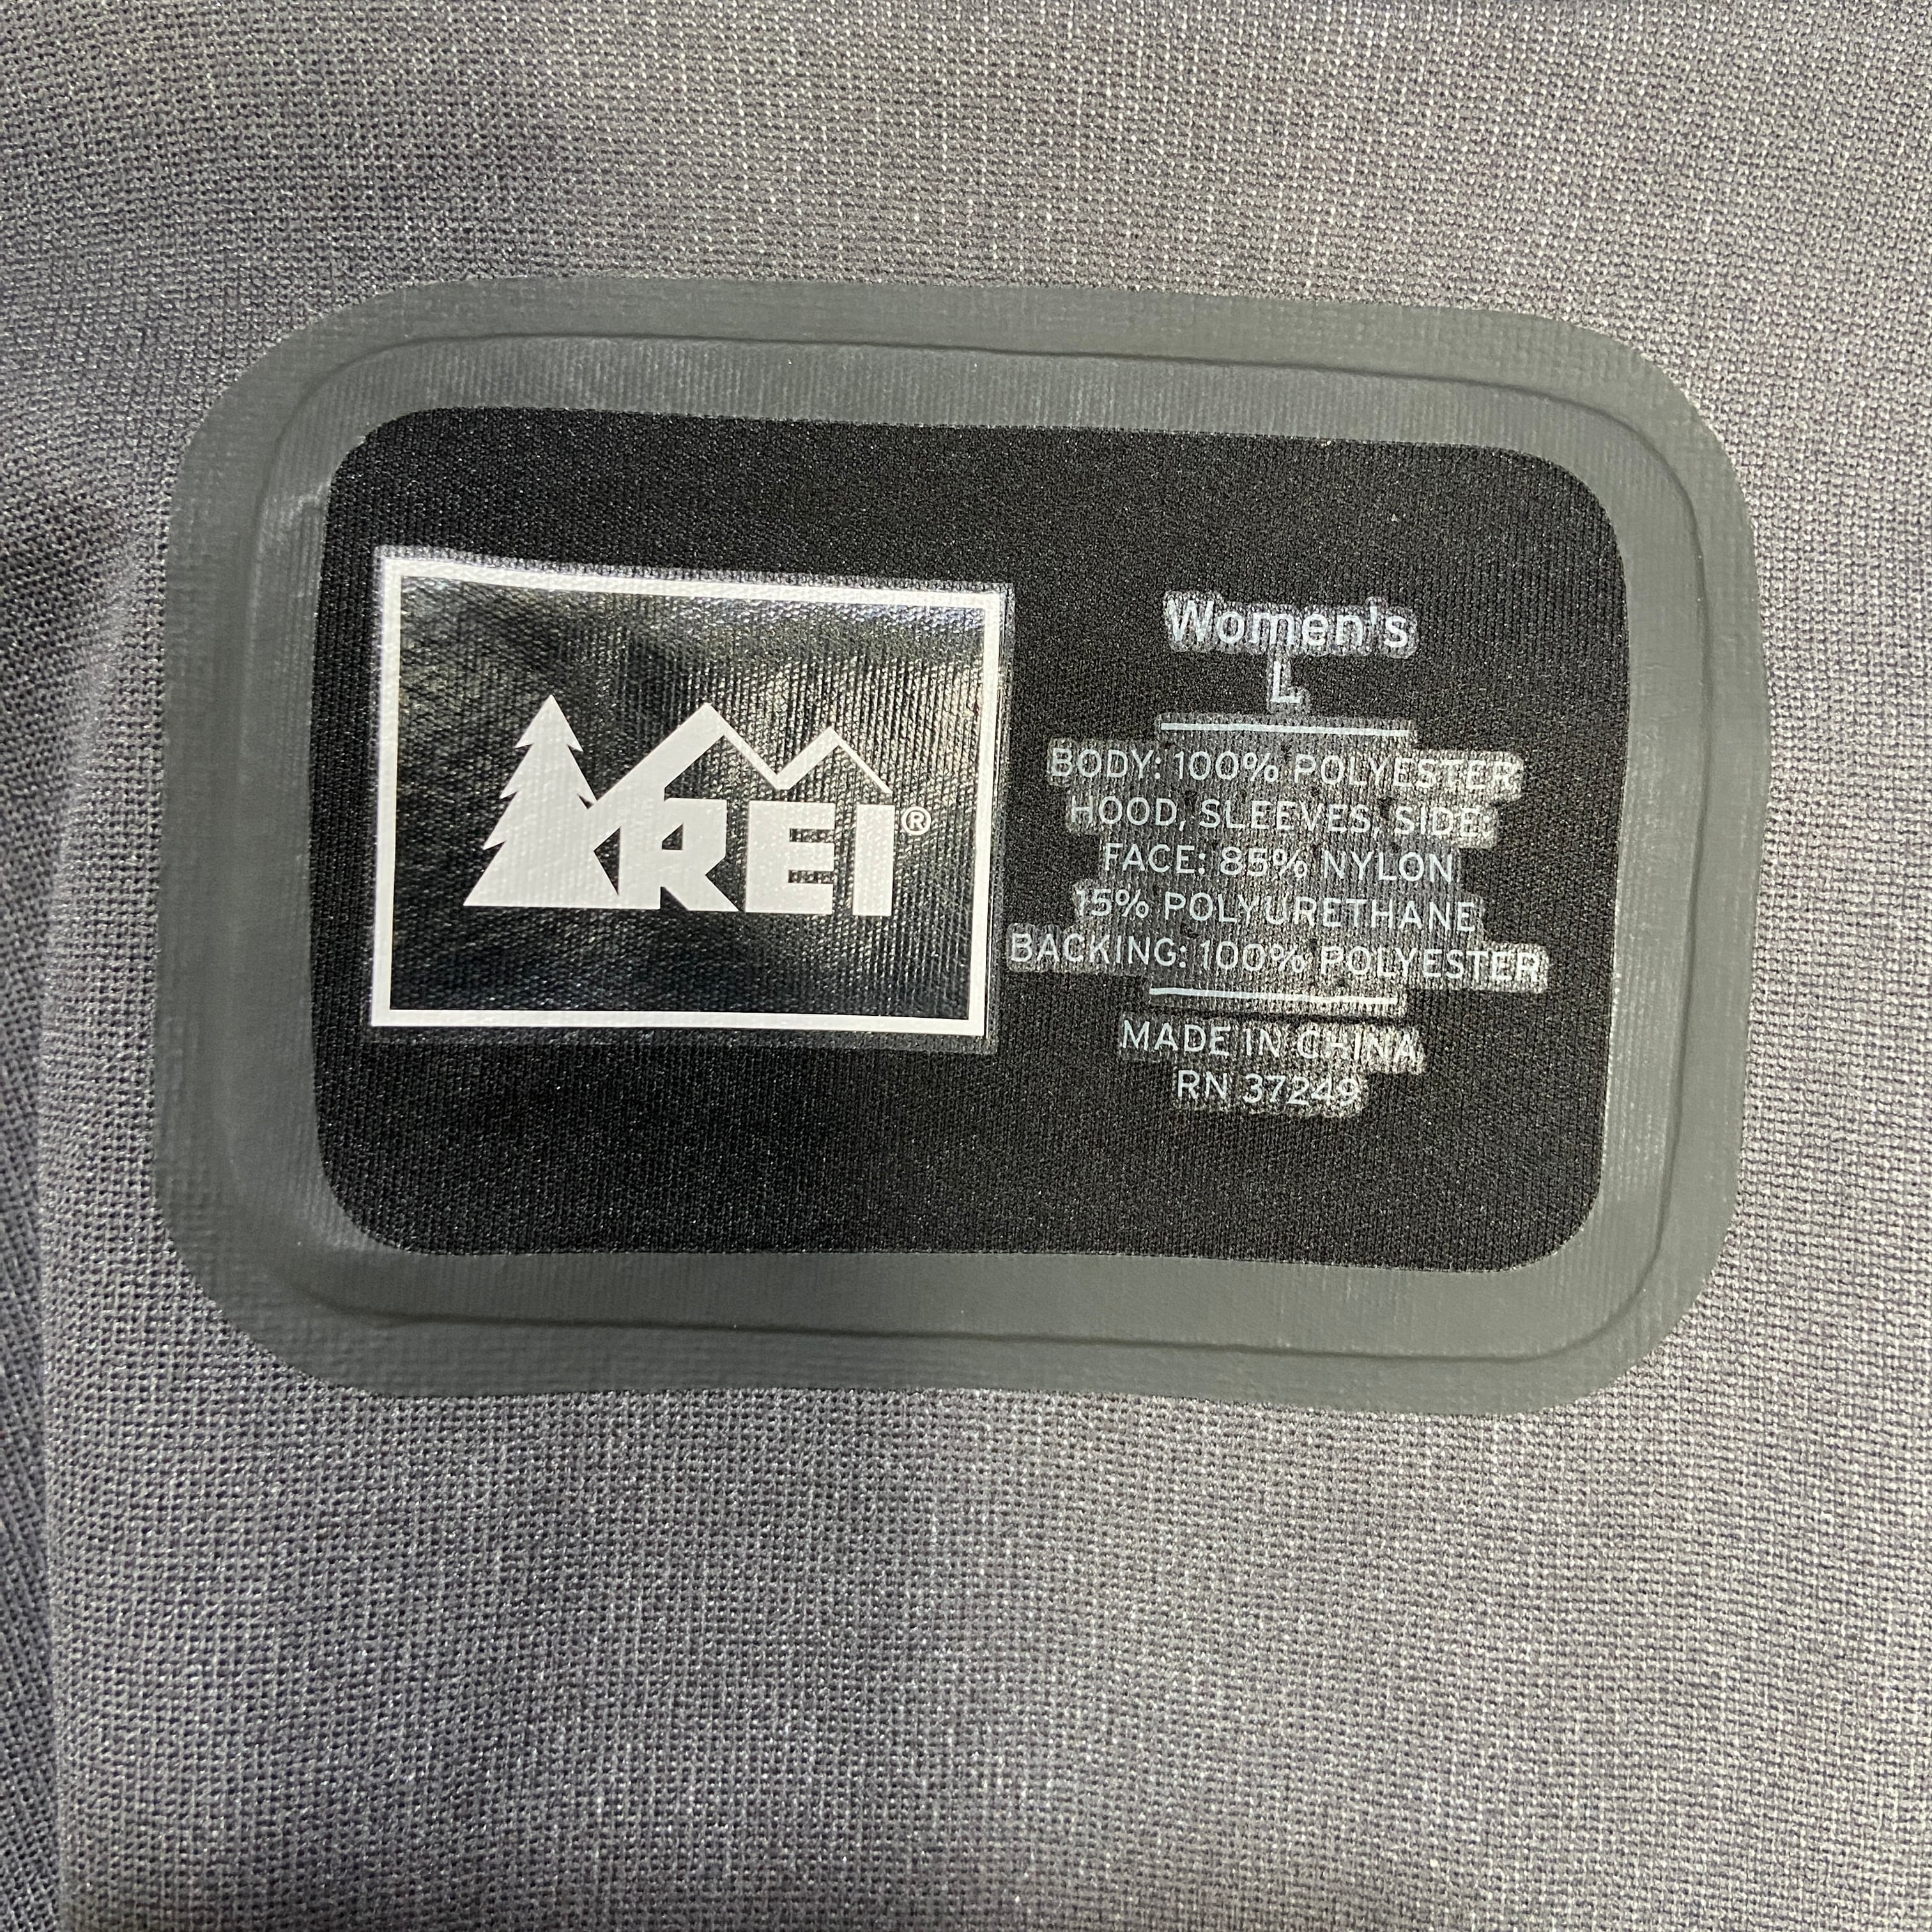 REI®
Women's
L
BODY: 100% POLYESTER
HOOD, SLEEVES, SIDE:
FACE: 85% NYLON
15% POLYURETHANE
BACKING: 100% POLYESTER
MADE IN CHINA
RN 37249